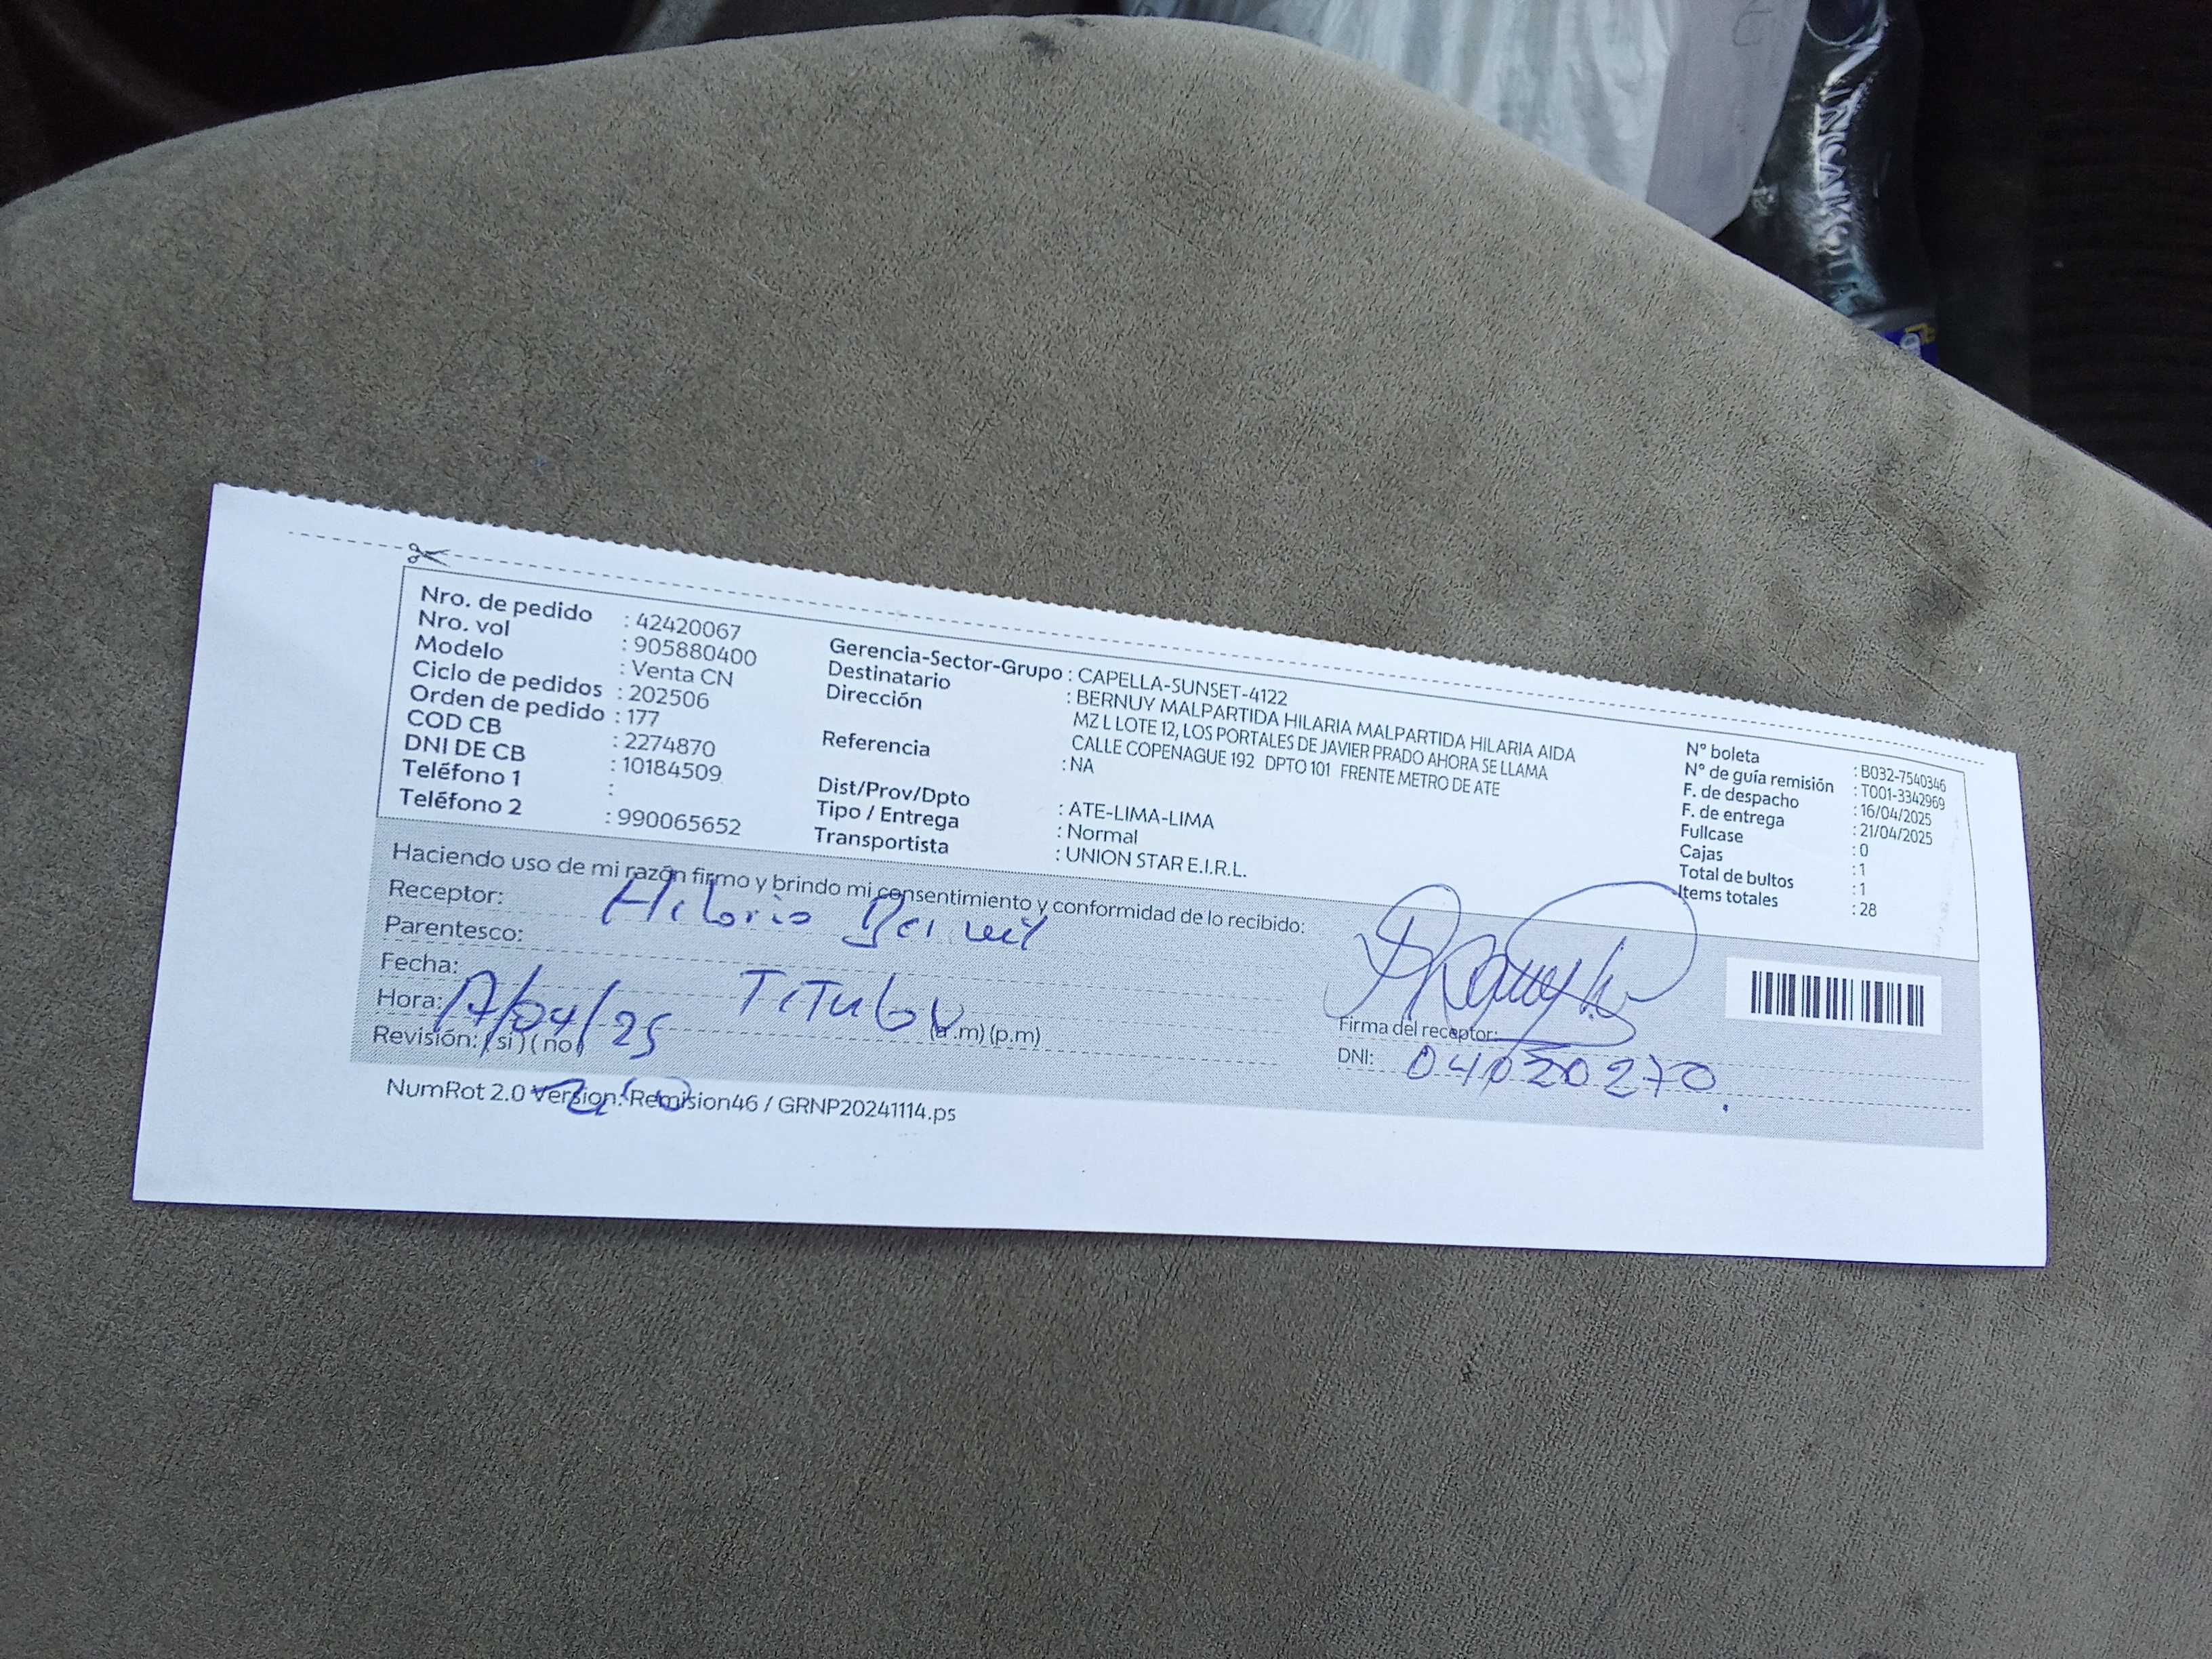 Nro. de pedido : 42420067
Nro. vol : 905880400
Modelo : Venta CN
Ciclo de pedidos : 202506
Orden de pedido : 177
COD CB : 2274870
DNI DE CB : 10184509
Teléfono 1 :
Teléfono 2 : 990065652
Gerencia-Sector-Grupo : CAPELLA-SUNSET-4122
Destinatario : BERNUY MALPARTIDA HILARIA MALPARTIDA HILARIA AIDA
Dirección MZ L LOTE 12, LOS PORTALES DE JAVIER PRADO AHORA SE LLAMA
CALLE COPENAGUE 192 DPTO 101 FRENTE METRO DE ATE
Referencia : NA
Dist/Prov/Dpto : ATE-LIMA-LIMA
Tipo / Entrega : Normal
Transportista : UNION STAR E.I.R.L.
N° boleta : B032-7540346
N° de guía remisión : T001-3342969
F. de despacho : 16/04/2025
F. de entrega : 21/04/2025
Fullcase : 0
Cajas : 1
Total de bultos : 1
Items totales : 28
Haciendo uso de mi razón firmo y brindo mi consentimiento y conformidad de lo recibido:
Receptor: Hilaria
Parentesco: Titular
Fecha: 17/04/25
Hora: (a.m) (p.m)
Revisión: (si) (no)
Firma del receptor:
DNI: 04020270.
NumRot 2.0 Version: Remision46 / GRNP20241114.ps
INCA KOLA